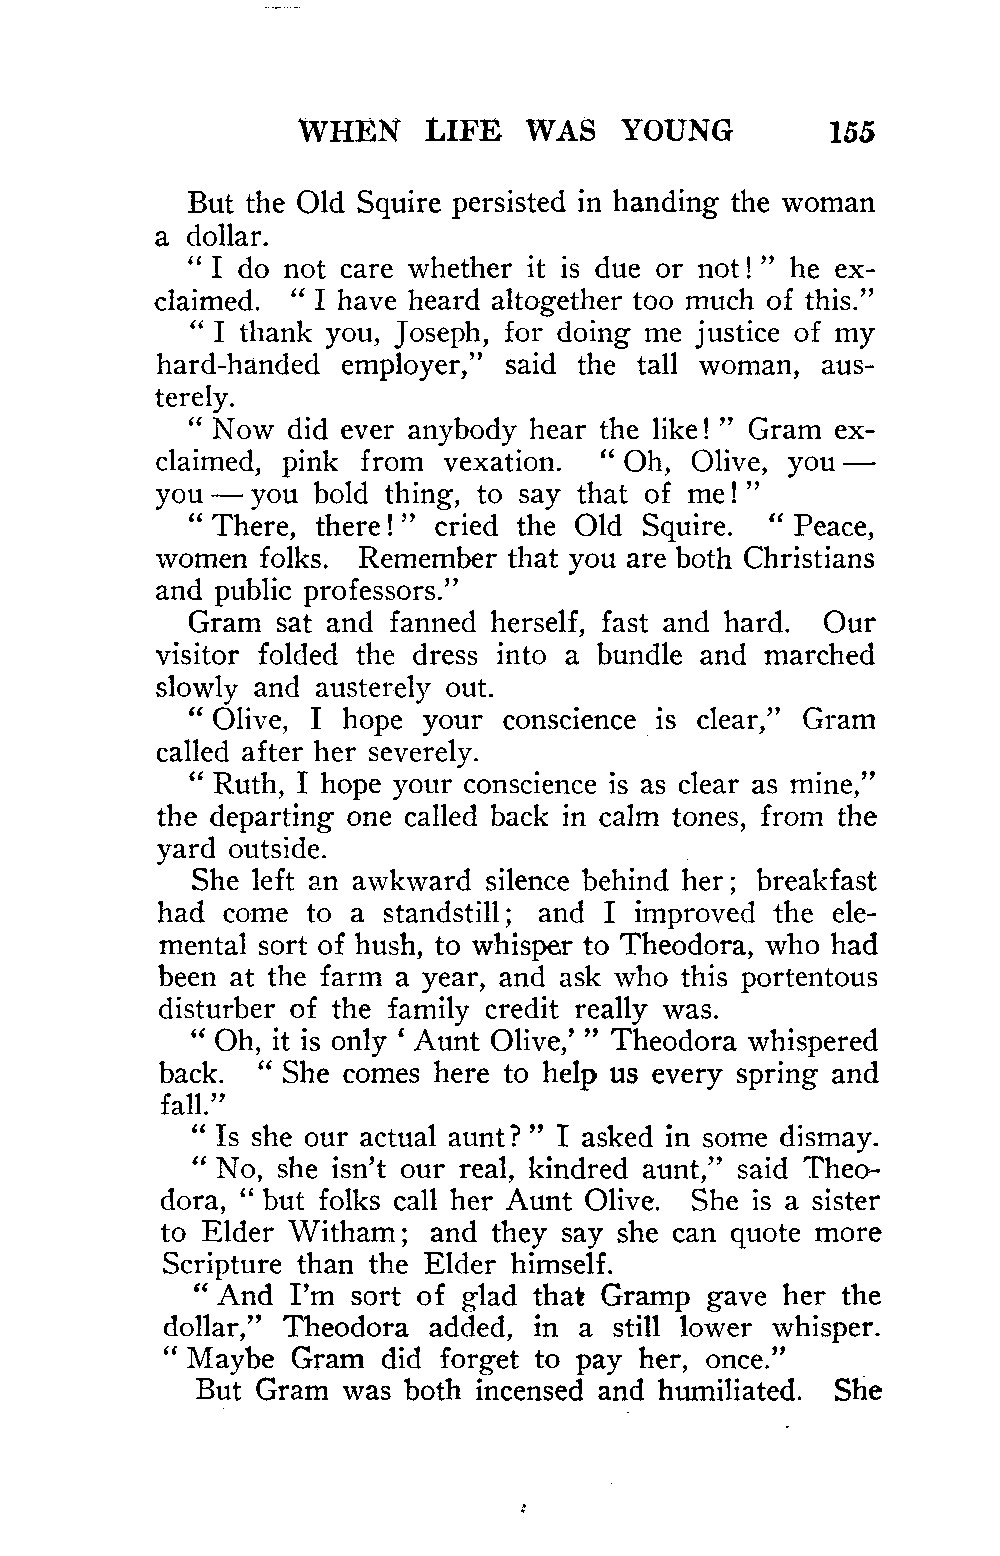 WHEN LIFE WAS YOUNG 155
But the Old Squire persisted in handing the woman
a dollar.
" I do not care whether it is due or not! " he ex-
claimed. " I have heard altogether too much of this."
" I thank you, Joseph, for doing me justice of my
hard-handed employer," said the tall woman, aus-
terely.
" Now did ever anybody hear the like! " Gram ex-
claimed, pink from vexation. " Oh, Olive, you —
you — you bold thing, to say that of me! "
" There, there! " cried the Old Squire. " Peace,
women folks. Remember that you are both Christians
and public professors."
Gram sat and fanned herself, fast and hard. Our
visitor folded the dress into a bundle and marched
slowly and austerely out.
" Olive, I hope your conscience is clear," Gram
called after her severely.
" Ruth, I hope your conscience is as clear as mine,"
the departing one called back in calm tones, from the
yard outside.
She left an awkward silence behind her; breakfast
had come to a standstill; and I improved the ele-
mental sort of hush, to whisper to Theodora, who had
been at the farm a year, and ask who this portentous
disturber of the family credit really was.
" Oh, it is only ' Aunt Olive,' " Theodora whispered
back. " She comes here to help us every spring and
fall."
" Is she our actual aunt? " I asked in some dismay.
" No, she isn't our real, kindred aunt," said Theo-
dora, " but folks call her Aunt Olive. She is a sister
to Elder Witham; and they say she can quote more
Scripture than the Elder himself.
" And I'm sort of glad that Gramp gave her the
dollar," Theodora added, in a still lower whisper.
" Maybe Gram did forget to pay her, once."
But Gram was both incensed and humiliated. She